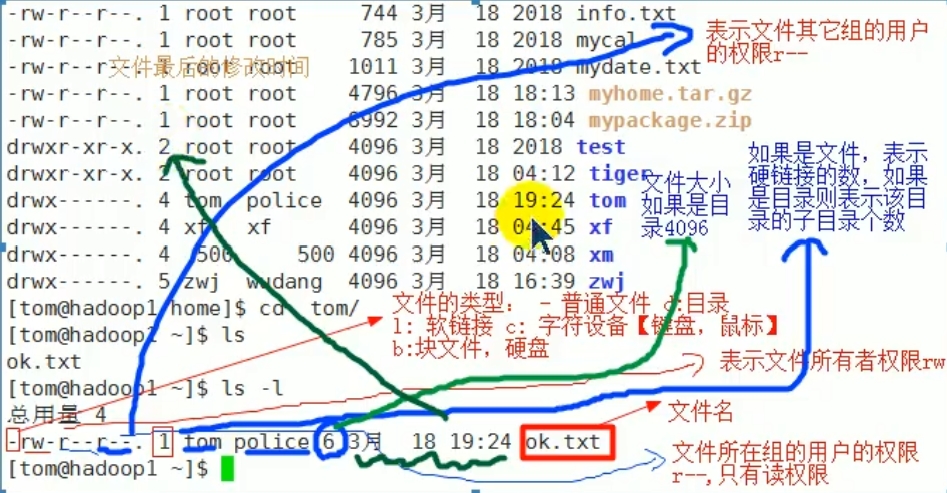 -rw-r--r--. 1 root root 744 3月 18 2018 info.txt
-rw-r--r--. 1 root root 785 3月 18 2018 mycal
-rw-r--r--. 1 root root 1011 3月 18 2018 mydate.txt
-rw-r--r--. 1 root root 4796 3月 18 18:13 myhome.tar.gz
-rw-r--r--. 1 root root 8992 3月 18 18:04 mypackage.zip
drwxr-xr-x. 2 root root 4096 3月 18 2018 test
drwxr-xr-x. 2 root root 4096 3月 18 04:12 tiger
drwx------. 4 tom police 4096 3月 18 19:24 tom
drwx------. 4 xf xf 4096 3月 18 04:45 xf
drwx------. 4 500 500 4096 3月 18 04:08 xm
drwx------. 5 zwj wudang 4096 3月 18 16:39 zwj
[tom@hadoop1 home]$ cd tom/
[tom@hadoop1 ~]$ ls
ok.txt
[tom@hadoop1 ~]$ ls -l
总用量 4
-rw-r--r--. 1 tom police 6 3月 18 19:24 ok.txt
[tom@hadoop1 ~]$
文件最后的修改时间
表示文件其它组的用户
的权限r--
文件大小
如果是目
录4096
如果是文件，表示
硬链接的数，如果
是目录则表示该目
录的子目录个数
文件的类型： - 普通文件 d:目录
l: 软链接 c: 字符设备【键盘，鼠标】
b:块文件，硬盘
表示文件所有者权限rw
文件名
文件所在组的用户的权限
r--,只有读权限